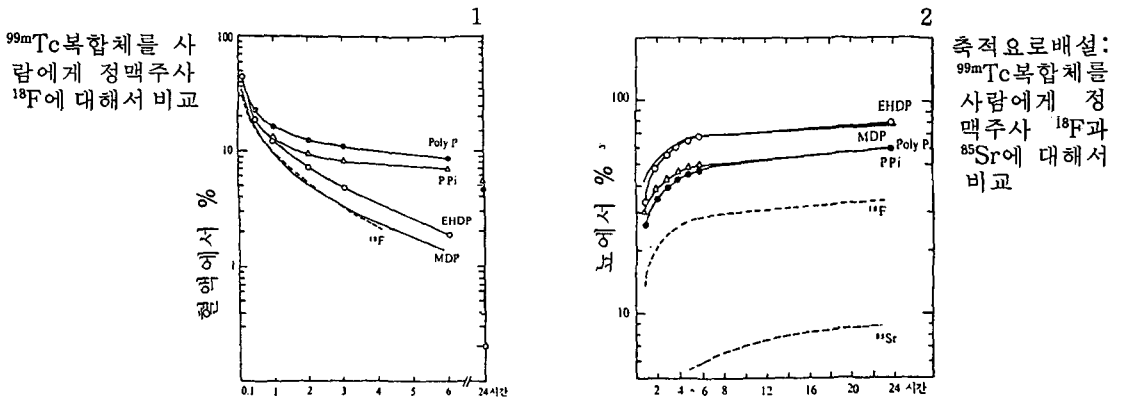 1
⁹⁹ᵐTc복합체를 사
람에게 정맥주사
¹⁸F에 대해서 비교
혈액에서 %
100
10
1
Poly P
PPi
EHDP
¹⁸F
MDP
0.1 1 2 3 4 5 6 24 시간
2
축적요로배설:
⁹⁹ᵐTc복합체를
사람에게 정
맥주사 ¹⁸F과
⁸⁵Sr에 대해서
비교
뇨에서 %
100
10
EHDP
MDP
Poly P
PPi
¹⁸F
⁸⁵Sr
2 4 6 8 12 16 20 24 시간